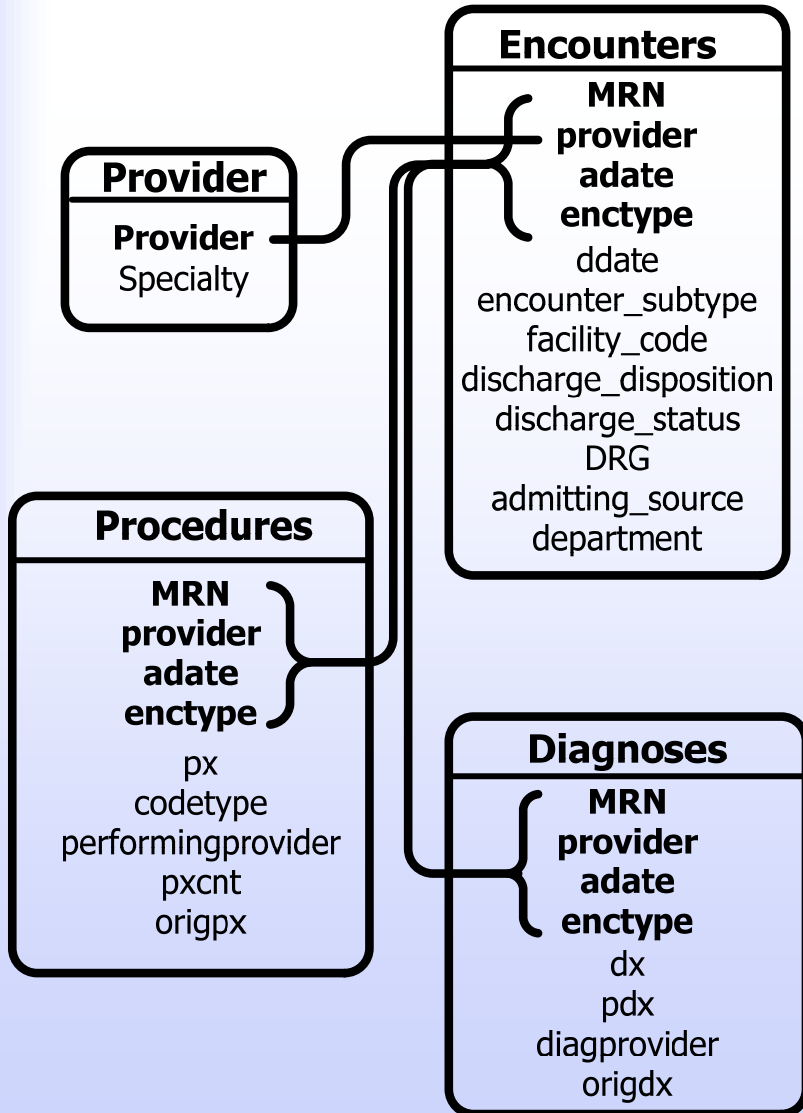 Encounters
MRN
provider
adate
enctype
ddate
encounter_subtype
facility_code
discharge_disposition
discharge_status
DRG
admitting_source
department
Provider
Provider
Specialty
Procedures
MRN
provider
adate
enctype
px
codetype
performingprovider
pxcnt
origpx
Diagnoses
MRN
provider
adate
enctype
dx
pdx
diagprovider
origdx